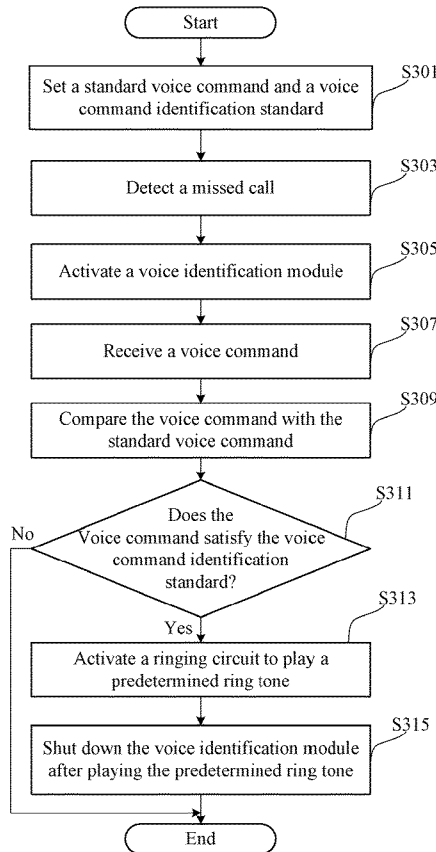 Start
Set a standard voice command and a voice
command identification standard
S301
Detect a missed call
S303
Activate a voice identification module
S305
Receive a voice command
S307
Compare the voice command with the
standard voice command
S309
Does the
Voice command satisfy the voice
command identification
standard?
S311
No
Yes
Activate a ringing circuit to play a
predetermined ring tone
S313
Shut down the voice identification module
after playing the predetermined ring tone
S315
End